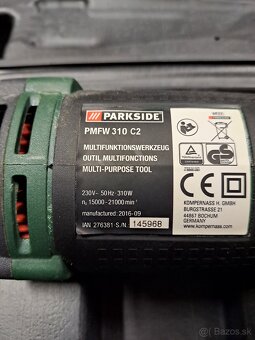 PARKSIDE
PMFW 310 C2
MULTIFUNKTIONSWERKZEUG
OUTIL MULTIFONCTIONS
MULTI-PURPOSE TOOL
230V~ 50Hz·310W
n₀ 15000-21000 min⁻¹
manufactured: 2016-09
IAN 276381·S/N: 145968
KOMPERNASS H. GMBH
BURGSTRASSE 21
44867 BOCHUM
GERMANY
www.kompernass.com
Bazos.sk